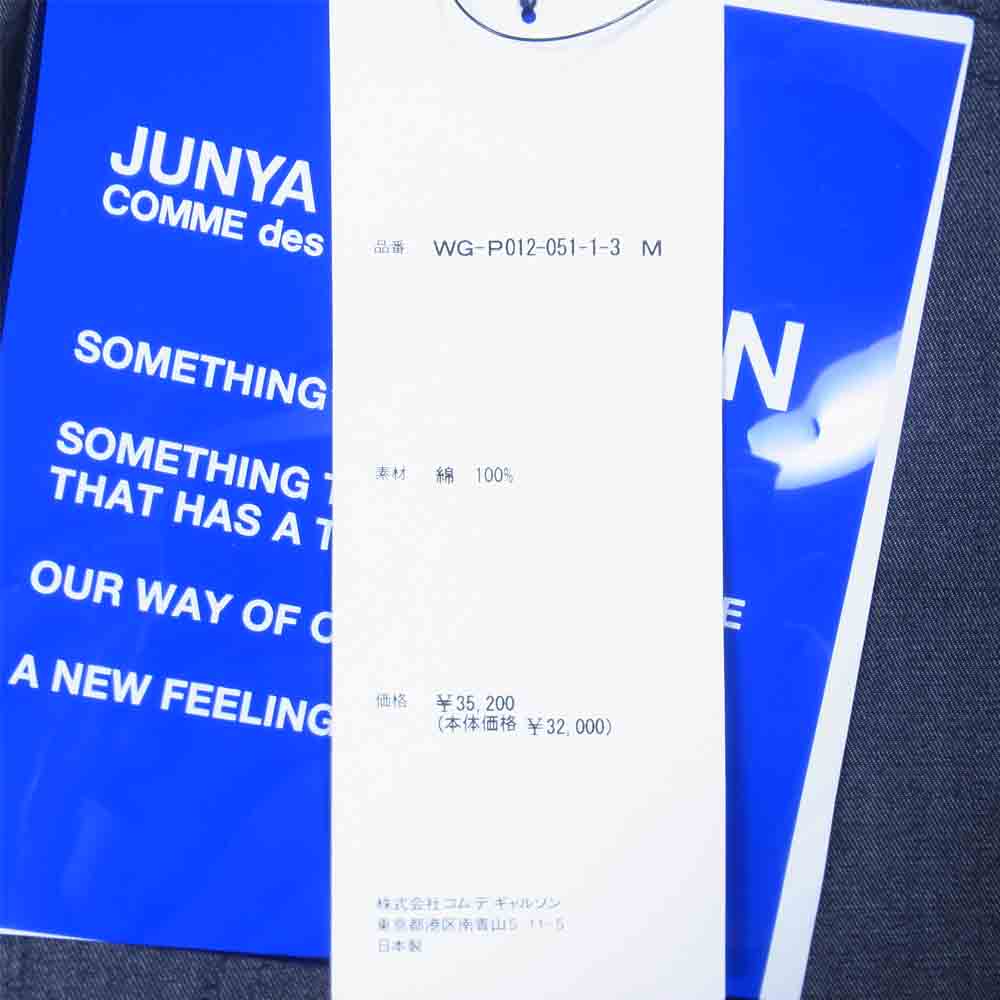 JUNYA
COMME des
N
SOMETHING
SOMETHING
THAT HAS A
OUR WAY OF
E
A NEW FEELING
品番 WG-P012-051-1-3 M
素材 綿 100%
価格 ¥35,200
(本体価格 ¥32,000)
株式会社コム デ ギャルソン
東京都港区南青山5-11-5
日本製